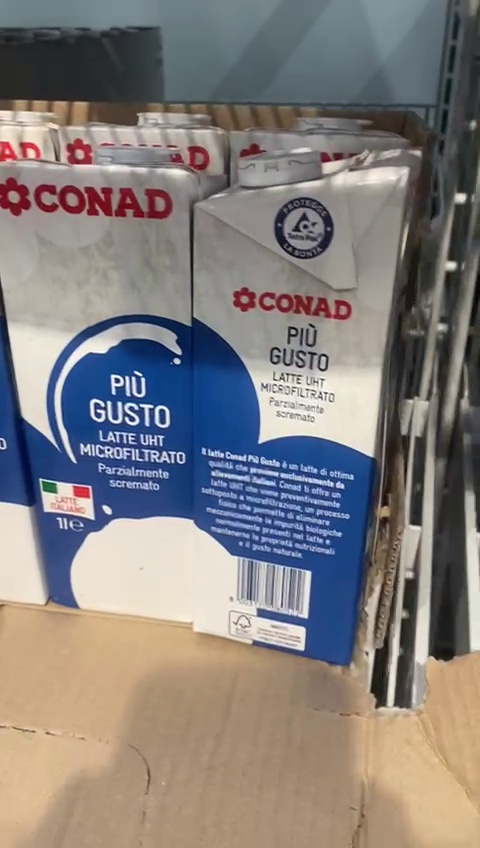 CONAD
PIÙ
GUSTO
LATTE UHT
MICROFILTRATO
Parzialmente
scremato
LATTE
ITALIANO
1l e
PROTEGGE
Tetra Pak
LA BONTÀ
CONAD
PIÙ
GUSTO
LATTE UHT
MICROFILTRATO
Parzialmente
scremato
Il latte Conad Più Gusto è un latte di ottima
qualità che proviene esclusivamente da
allevamenti italiani. Conad ti offre un
latte UHT che viene preventivamente
sottoposto a microfiltrazione, un processo
fisico che permette di eliminare
meccanicamente le impurità biologiche
normalmente presenti nel latte e
mantenerne le proprietà nutrizionali
e il gusto naturale.